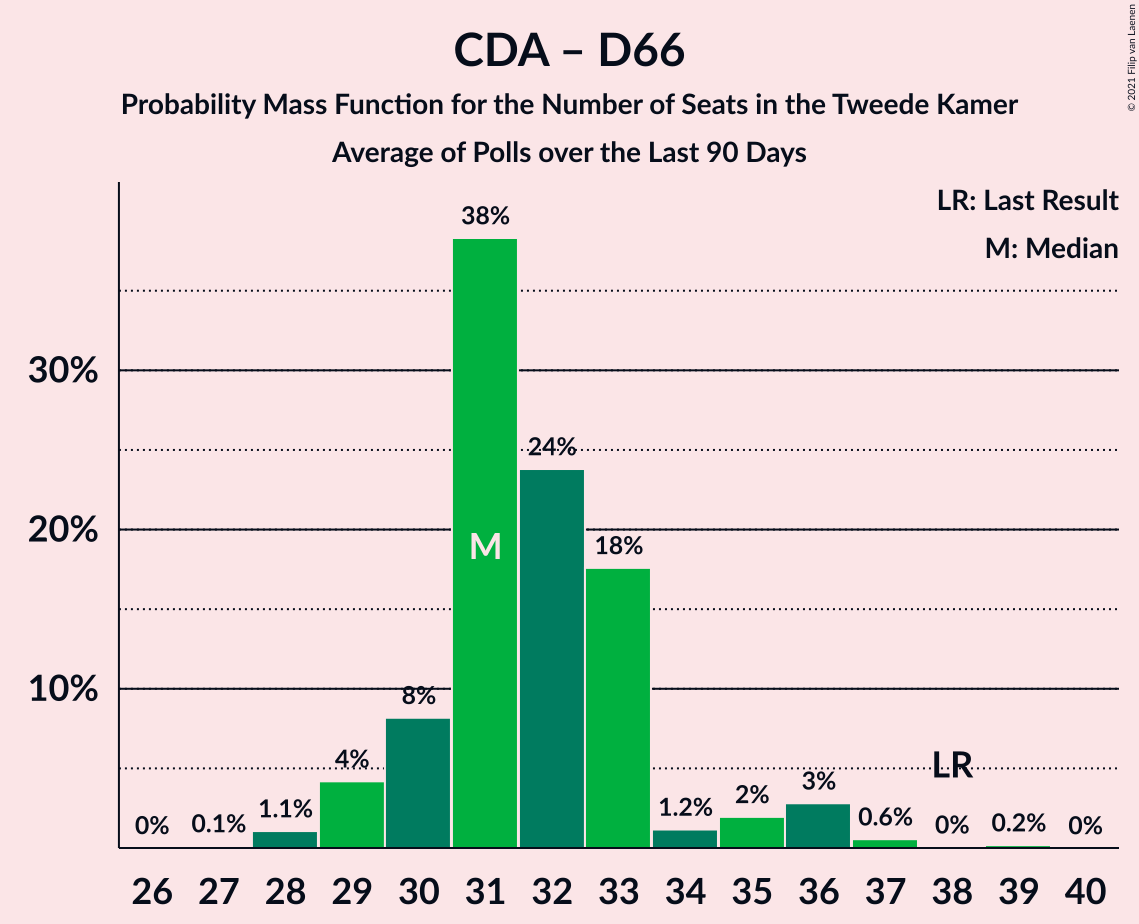 CDA – D66
Probability Mass Function for the Number of Seats in the Tweede Kamer
Average of Polls over the Last 90 Days
© 2021 Filip van Laenen
LR: Last Result
M: Median
38%
30%
24%
20%
M
18%
10%
8%
4%
LR
3%
2%
1.1%
1.2%
0.6%
0%
0.1%
0%
0.2%
0%
26 27 28 29 30 31 32 33 34 35 36 37 38 39 40